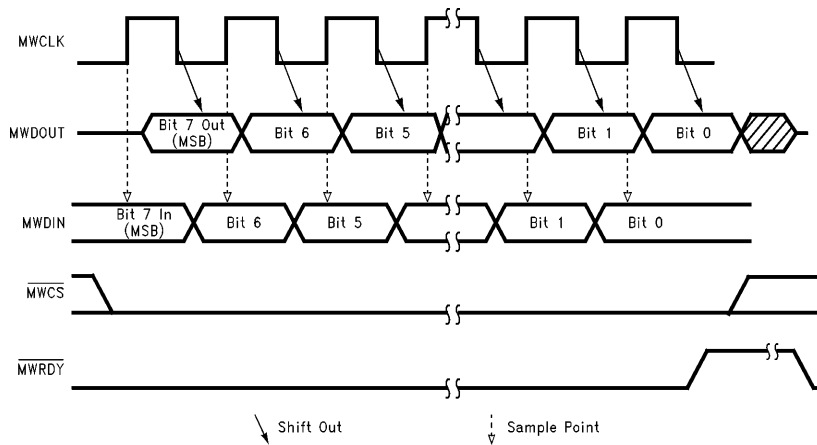 MWCLK
MWDOUT
Bit 7 Out
(MSB)
Bit 6
Bit 5
Bit 1
Bit 0
MWDIN
Bit 7 In
(MSB)
Bit 6
Bit 5
Bit 1
Bit 0
MWCS
MWRDY
Shift Out
Sample Point